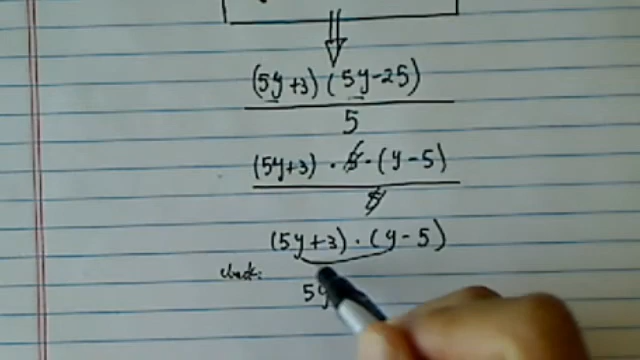 (5y+3)(5y-25)
5
(5y+3) · 5 · (y-5)
5
(5y+3) · (y-5)
check:
5y